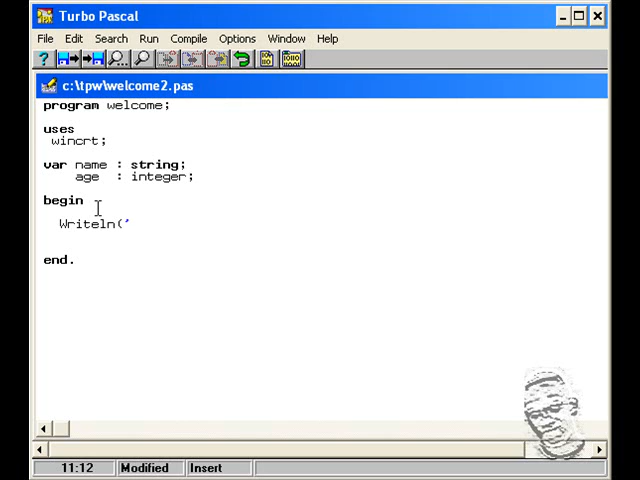 Turbo Pascal
File Edit Search Run Compile Options Window Help
c:\tpw\welcome2.pas
program welcome;
uses
wincrt;
var name : string;
age : integer;
begin
Writeln('
end.
11:12 Modified Insert